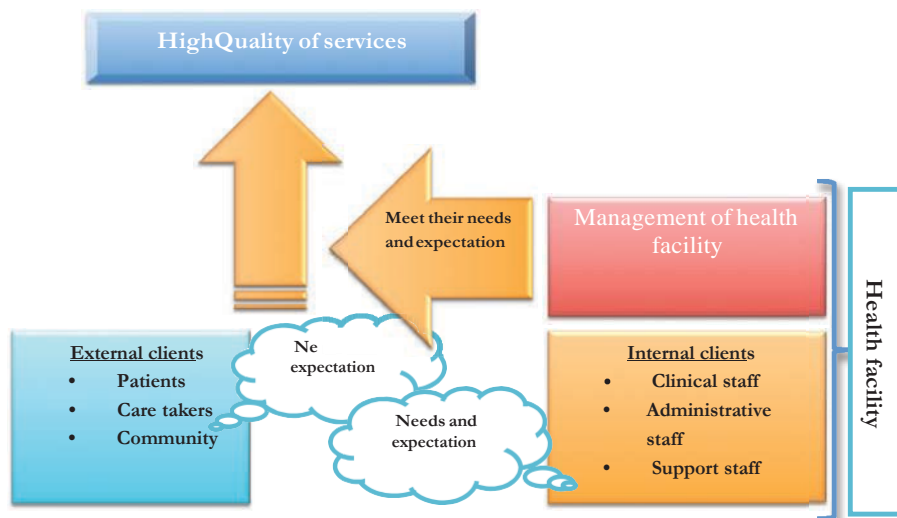 HighQuality of services
Meet their needs
and expectation
Management of health
facility
Health facility
External clients
• Patients
• Care takers
• Community
Ne
expectation
Needs and
expectation
Internal clients
• Clinical staff
• Administrative
staff
• Support staff